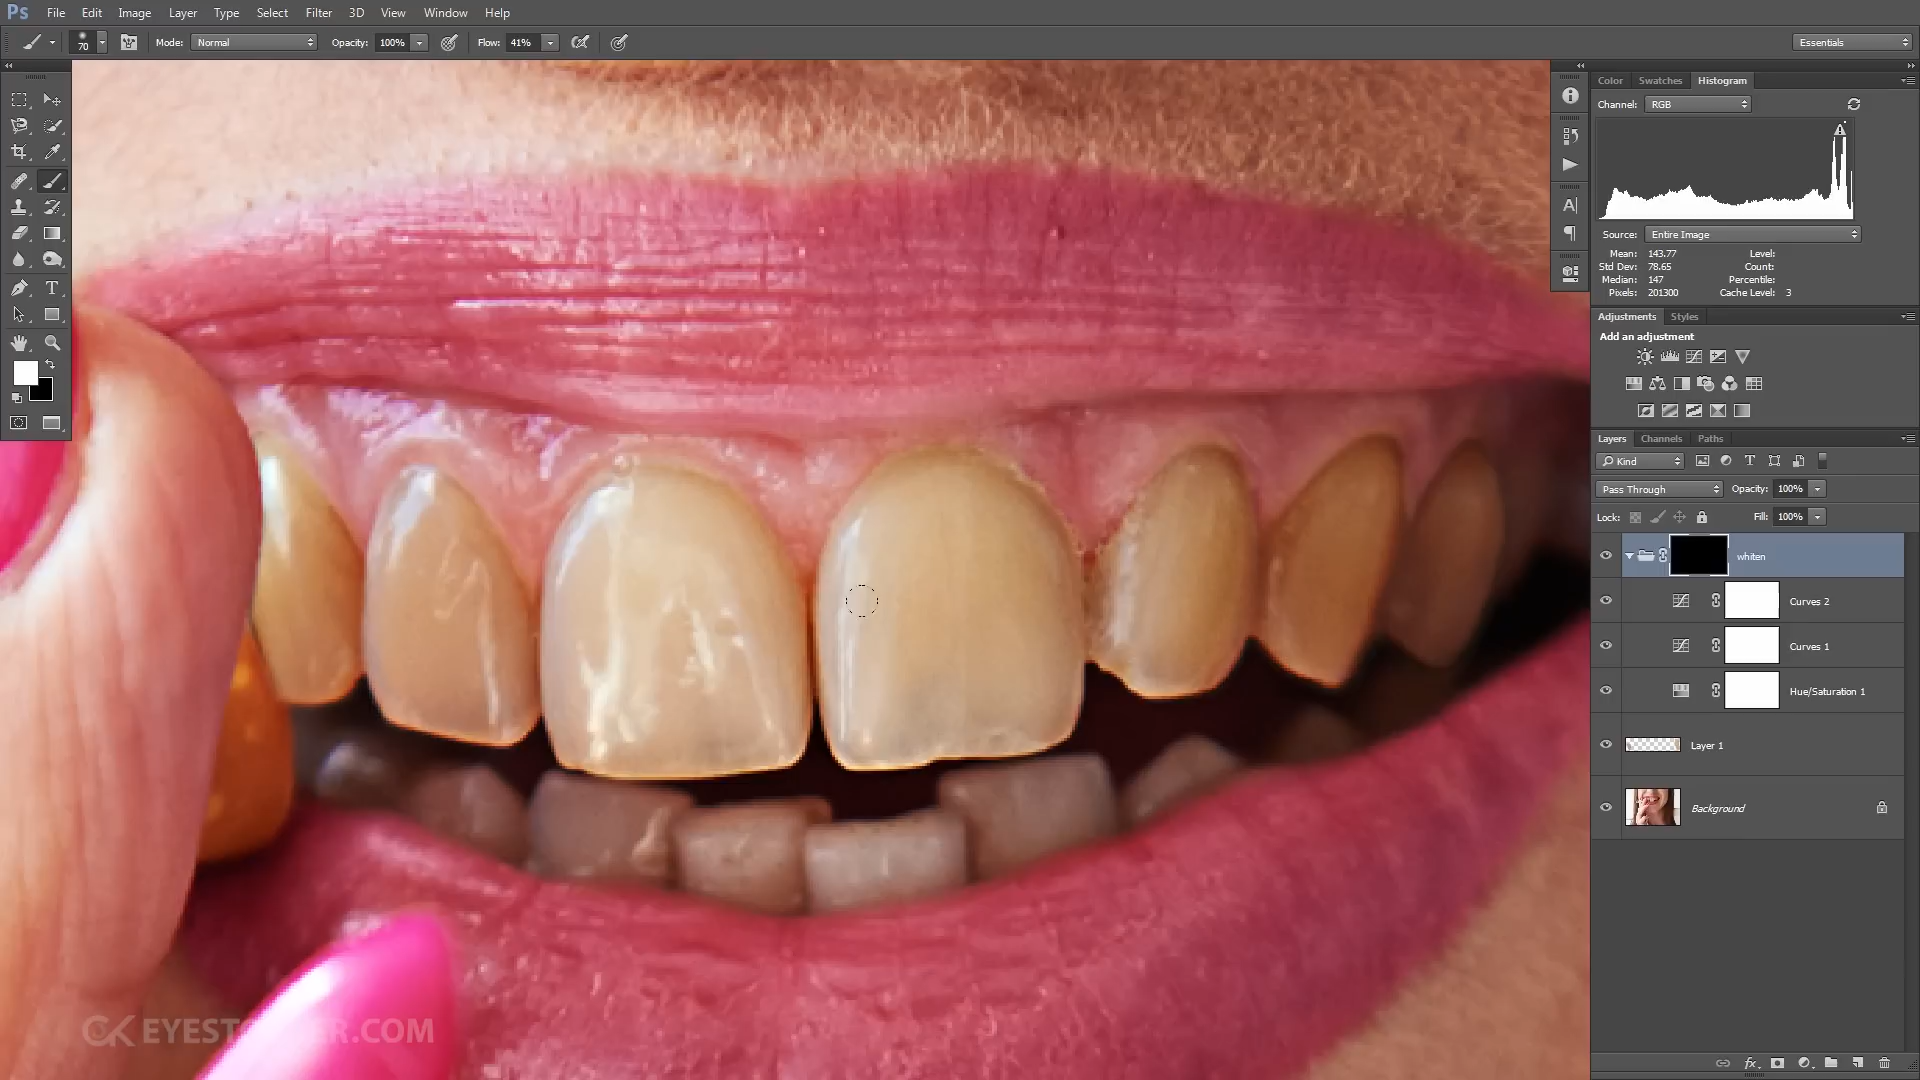 Ps File Edit Image Layer Type Select Filter 3D View Window Help
70 Mode: Normal Opacity: 100% Flow: 41% Essentials
Color Swatches Histogram
Channel: RGB
Source: Entire Image
Mean: 143.77 Level:
Std Dev: 78.65 Count:
Median: 147 Percentile:
Pixels: 201300 Cache Level: 3
Adjustments Styles
Add an adjustment
Layers Channels Paths
Kind
Pass Through Opacity: 100%
Lock: Fill: 100%
whiten
Curves 2
Curves 1
Hue/Saturation 1
Layer 1
Background